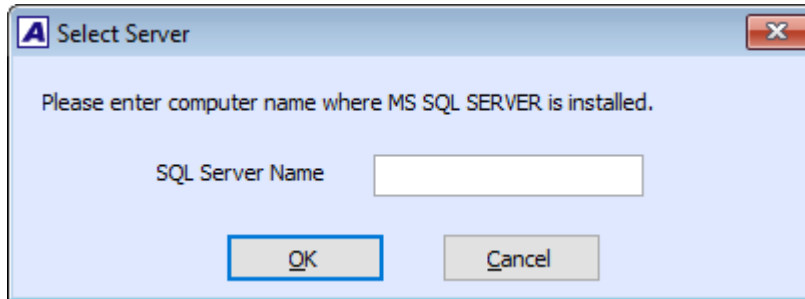 A Select Server
Please enter computer name where MS SQL SERVER is installed.
SQL Server Name
OK Cancel